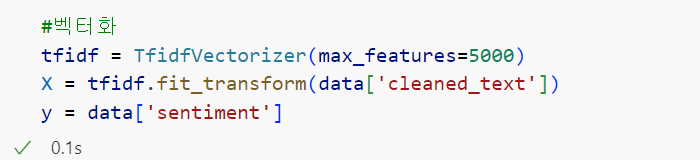 #벡터화
tfidf = TfidfVectorizer(max_features=5000)
X = tfidf.fit_transform(data['cleaned_text'])
y = data['sentiment']
✓ 0.1s